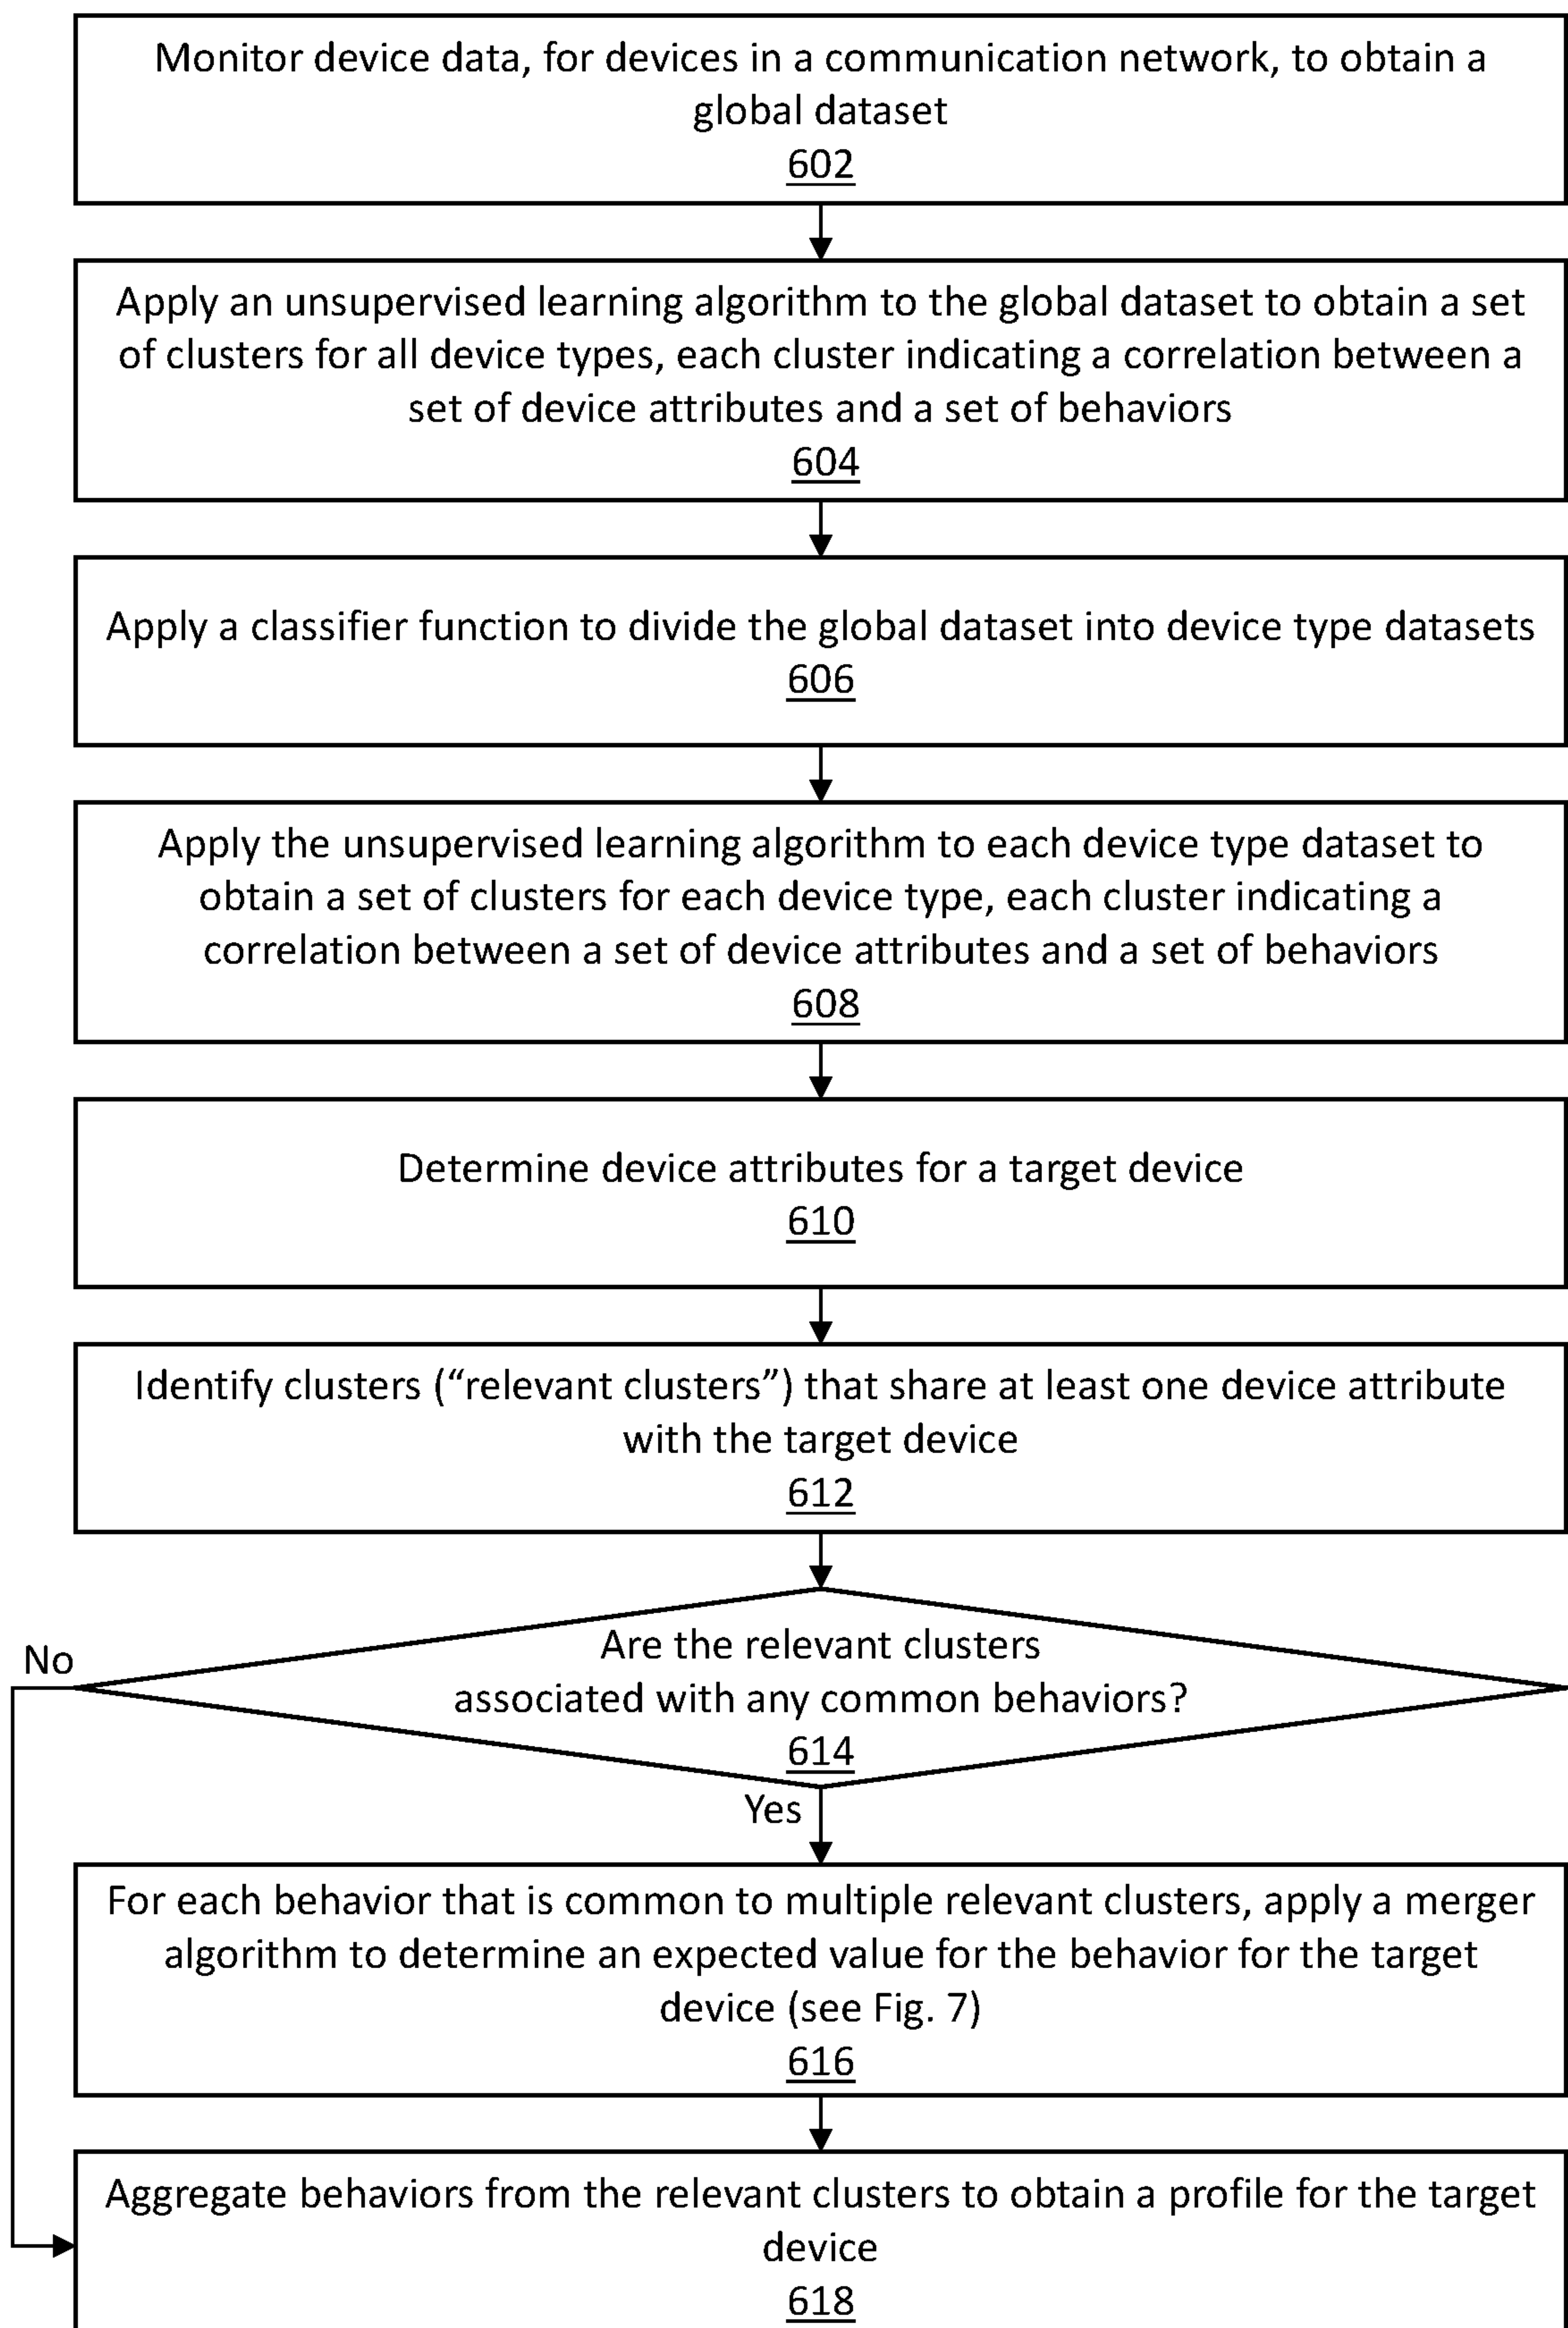 Monitor device data, for devices in a communication network, to obtain a
global dataset
602
Apply an unsupervised learning algorithm to the global dataset to obtain a set
of clusters for all device types, each cluster indicating a correlation between a
set of device attributes and a set of behaviors
604
Apply a classifier function to divide the global dataset into device type datasets
606
Apply the unsupervised learning algorithm to each device type dataset to
obtain a set of clusters for each device type, each cluster indicating a
correlation between a set of device attributes and a set of behaviors
608
Determine device attributes for a target device
610
Identify clusters (“relevant clusters”) that share at least one device attribute
with the target device
612
No
Are the relevant clusters
associated with any common behaviors?
614
Yes
For each behavior that is common to multiple relevant clusters, apply a merger
algorithm to determine an expected value for the behavior for the target
device (see Fig. 7)
616
Aggregate behaviors from the relevant clusters to obtain a profile for the target
device
618